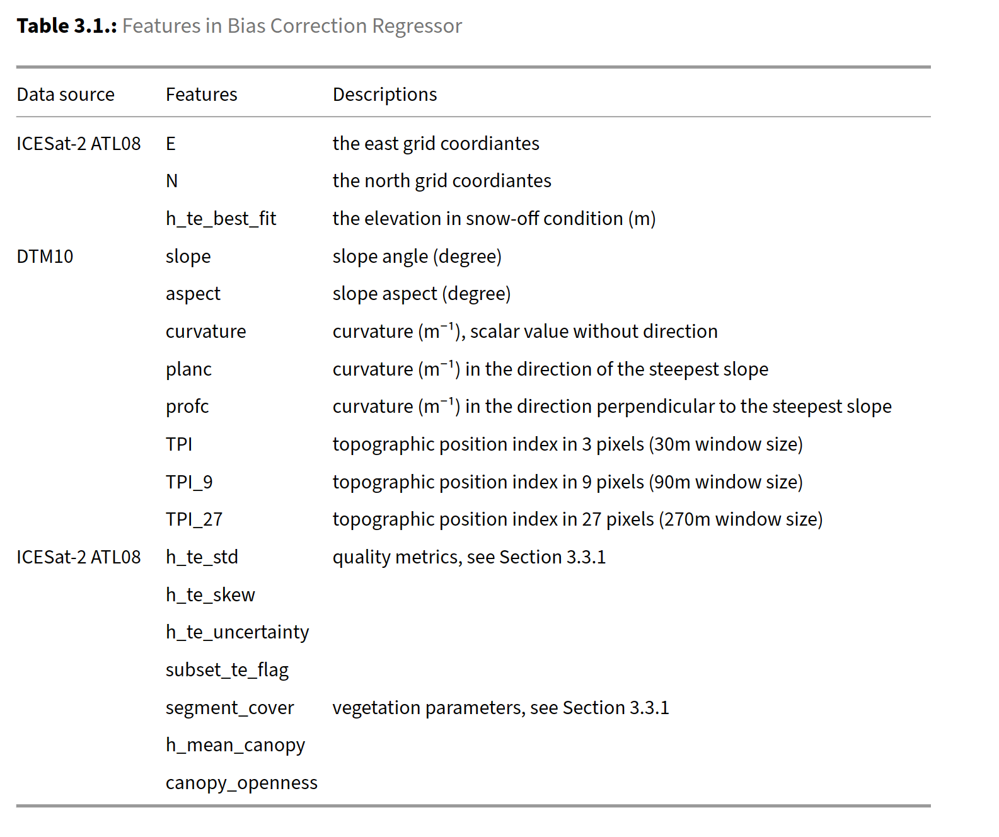 Table 3.1.: Features in Bias Correction Regressor
Data source Features Descriptions
ICESat-2 ATL08 E the east grid coordiantes
N the north grid coordiantes
h_te_best_fit the elevation in snow-off condition (m)
DTM10 slope slope angle (degree)
aspect slope aspect (degree)
curvature curvature (m⁻¹), scalar value without direction
planc curvature (m⁻¹) in the direction of the steepest slope
profc curvature (m⁻¹) in the direction perpendicular to the steepest slope
TPI topographic position index in 3 pixels (30m window size)
TPI_9 topographic position index in 9 pixels (90m window size)
TPI_27 topographic position index in 27 pixels (270m window size)
ICESat-2 ATL08 h_te_std quality metrics, see Section 3.3.1
h_te_skew
h_te_uncertainty
subset_te_flag
segment_cover vegetation parameters, see Section 3.3.1
h_mean_canopy
canopy_openness